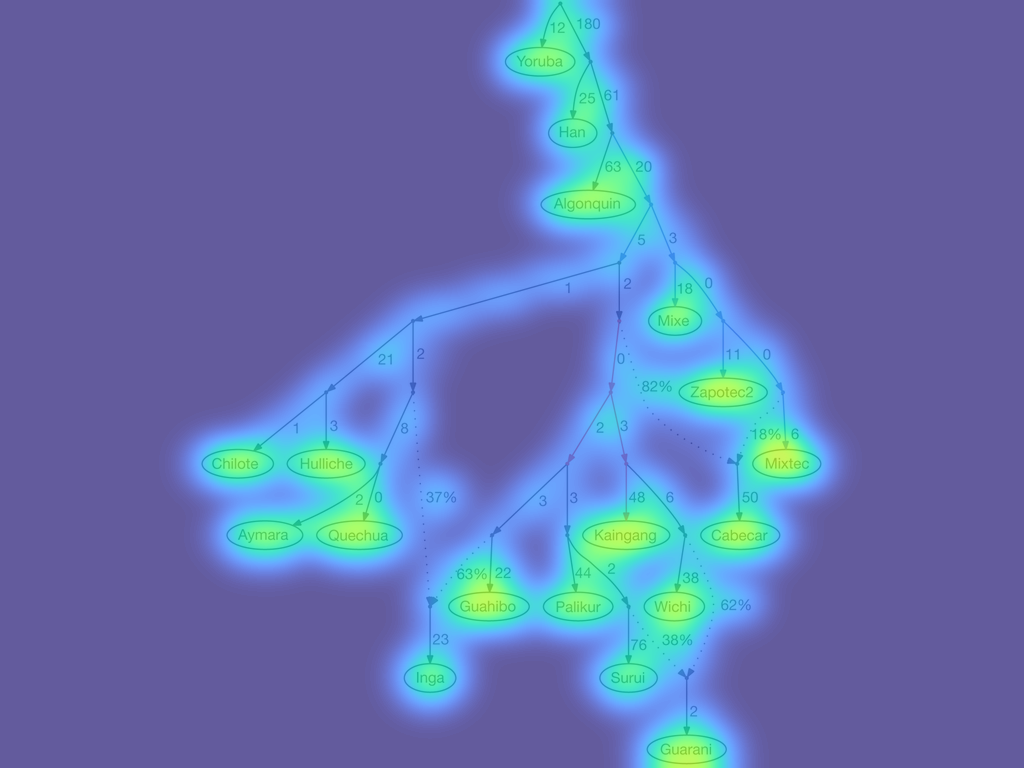 12 180
Yoruba
25 61
Han
63 20
Algonquin
5 3
1 2 18 0
Mixe
21 2 0 11 0
82% Zapotec2
1 3 8 2 3 18% 6
Chilote Hulliche Mixtec
2 0 37% 3 3 48 6 50
Aymara Quechua Kaingang Cabecar
63% 22 44 2 38
Guahibo Palikur Wichi 62%
23 76 38%
Inga Surui
2
Guarani